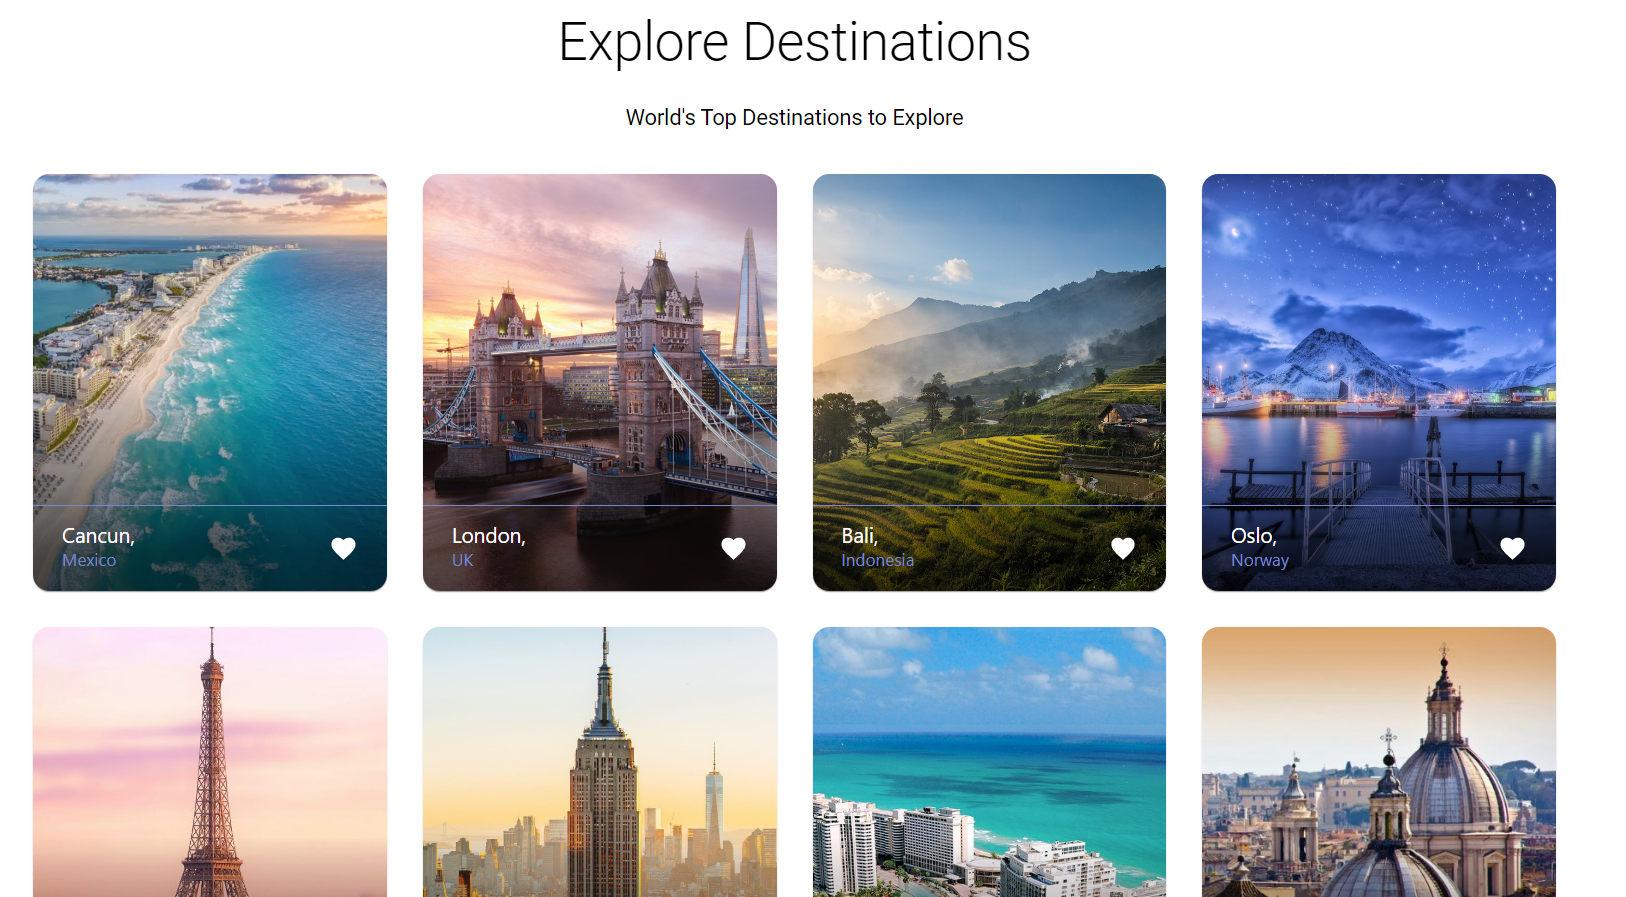 Explore Destinations
World's Top Destinations to Explore
Cancun,
Mexico
London,
UK
Bali,
Indonesia
Oslo,
Norway